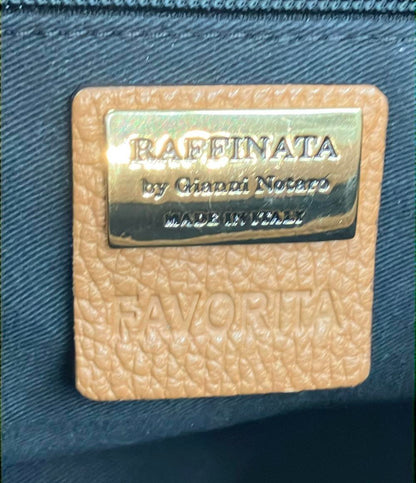 RAFFINATA
by Gianni Notaro
MADE IN ITALY
FAVORITA